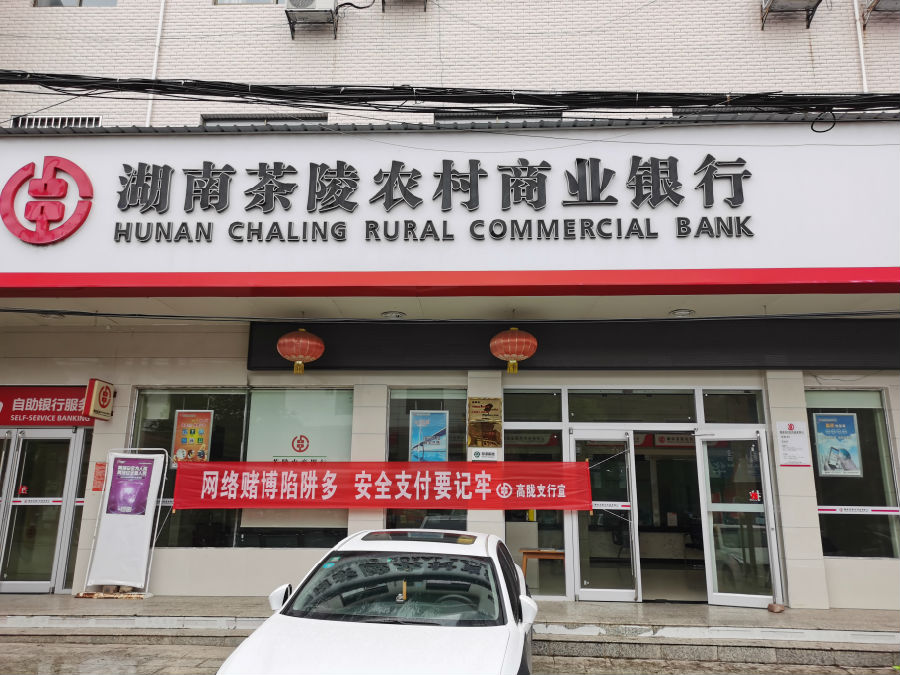 湖南茶陵农村商业银行
HUNAN CHALING RURAL COMMERCIAL BANK
自助银行服务
SELF-SERVICE BANKING
网络赌博陷阱多 安全支付要记牢 高陇支行宣